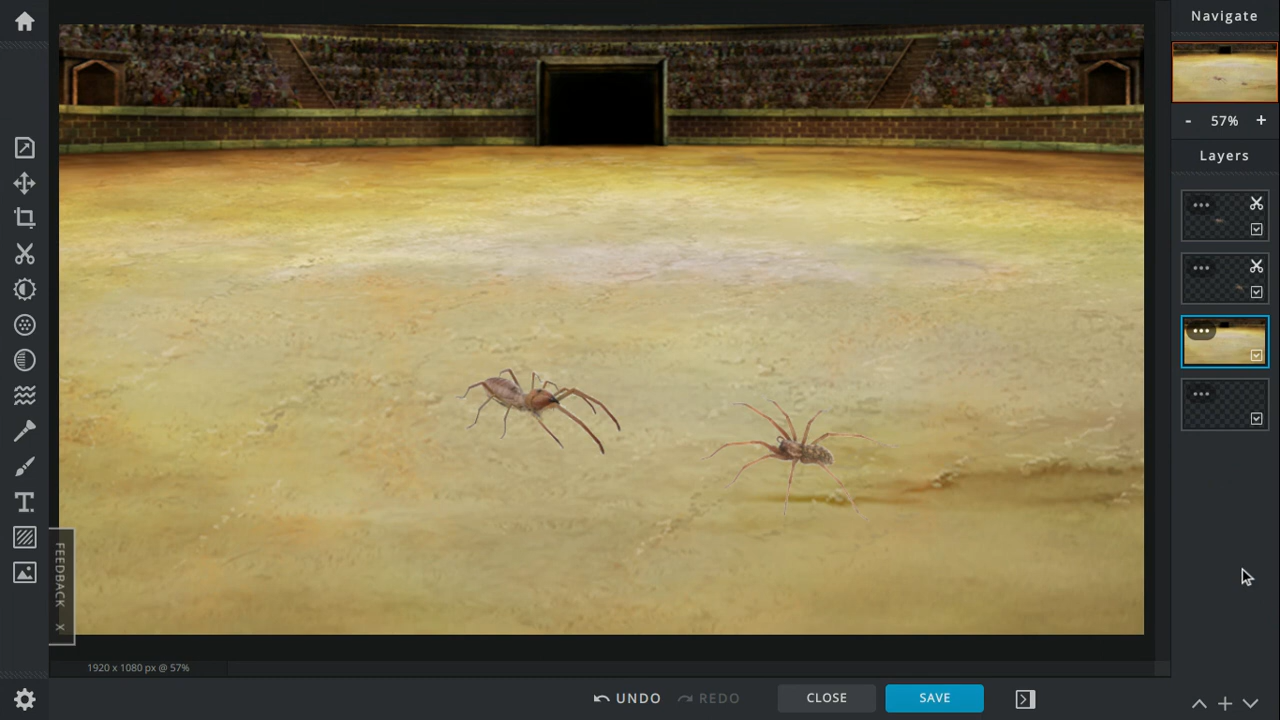 Navigate
- 57% +
Layers
FEEDBACK X
1920 x 1080 px @ 57%
UNDO REDO CLOSE SAVE